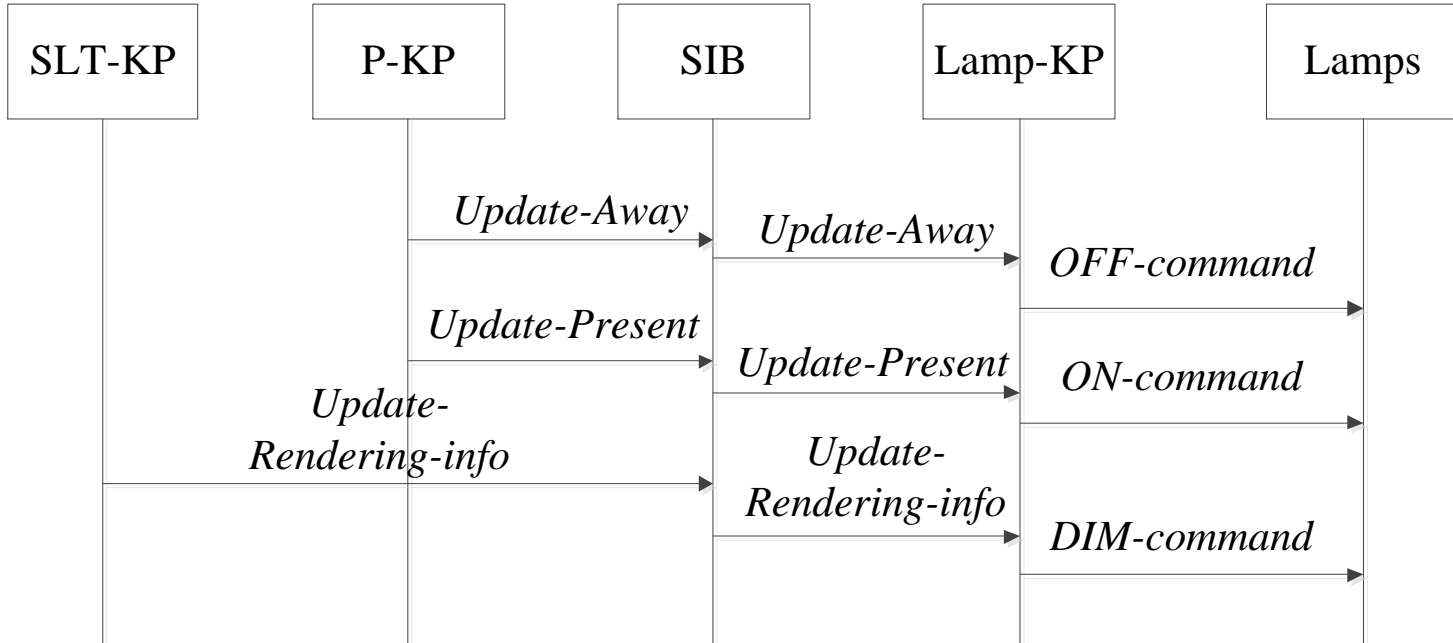 SLT-KP
P-KP
SIB
Lamp-KP
Lamps
Update-Away
Update-Away
OFF-command
Update-Present
Update-Present
ON-command
Update-
Rendering-info
Update-
Rendering-info
DIM-command